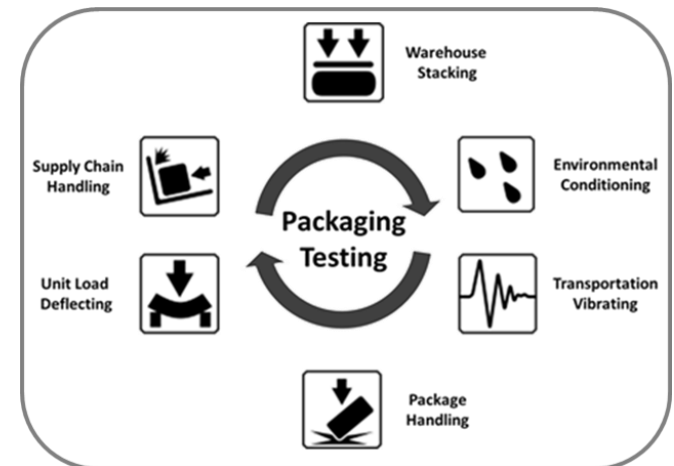 Warehouse
Stacking
Supply Chain
Handling
Environmental
Conditioning
Packaging
Testing
Unit Load
Deflecting
Transportation
Vibrating
Package
Handling